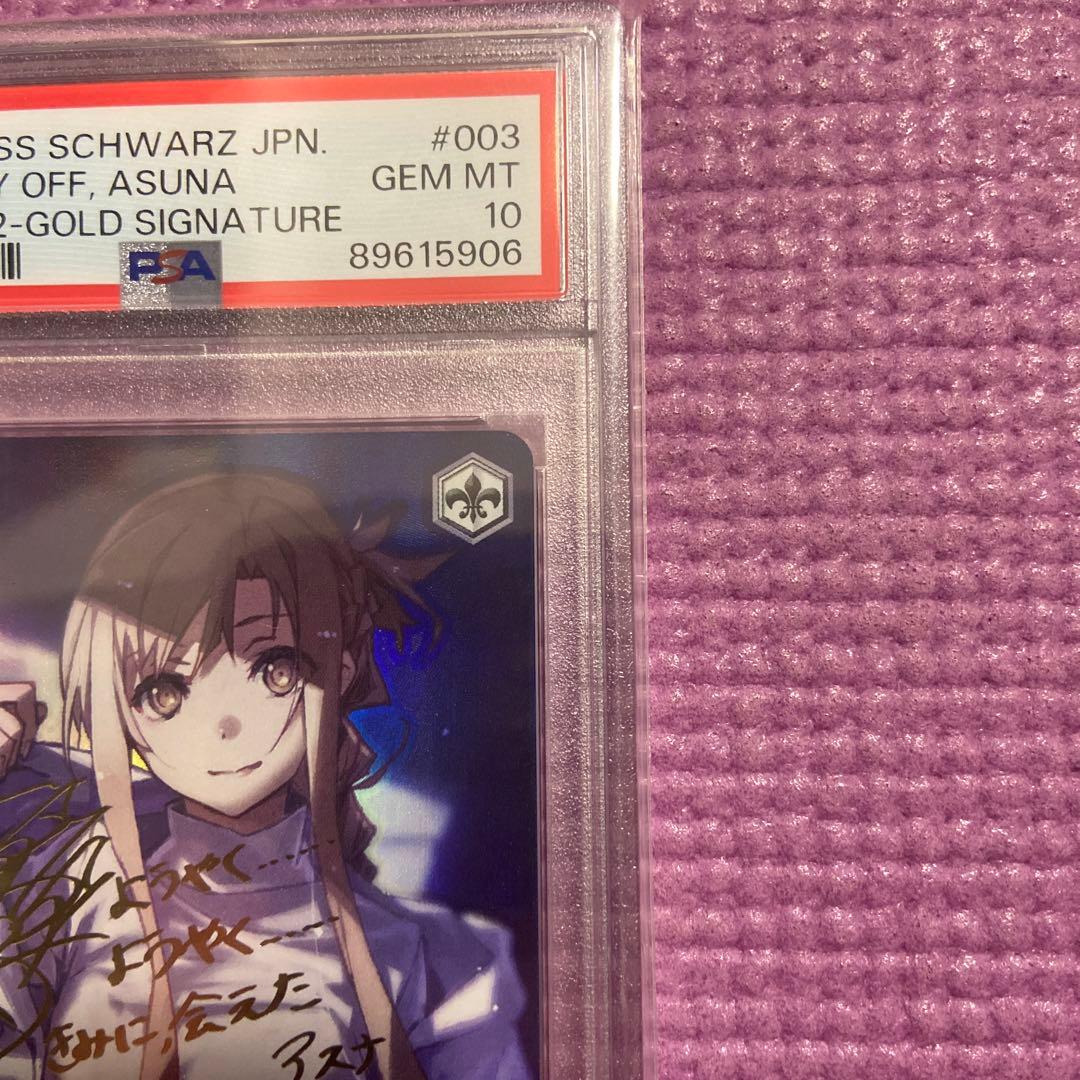 SS SCHWARZ JPN. #003
Y OFF, ASUNA GEM MT
2-GOLD SIGNATURE 10
PSA 89615906
ようやく……
ようやく……
きみに、会えた
アスナ